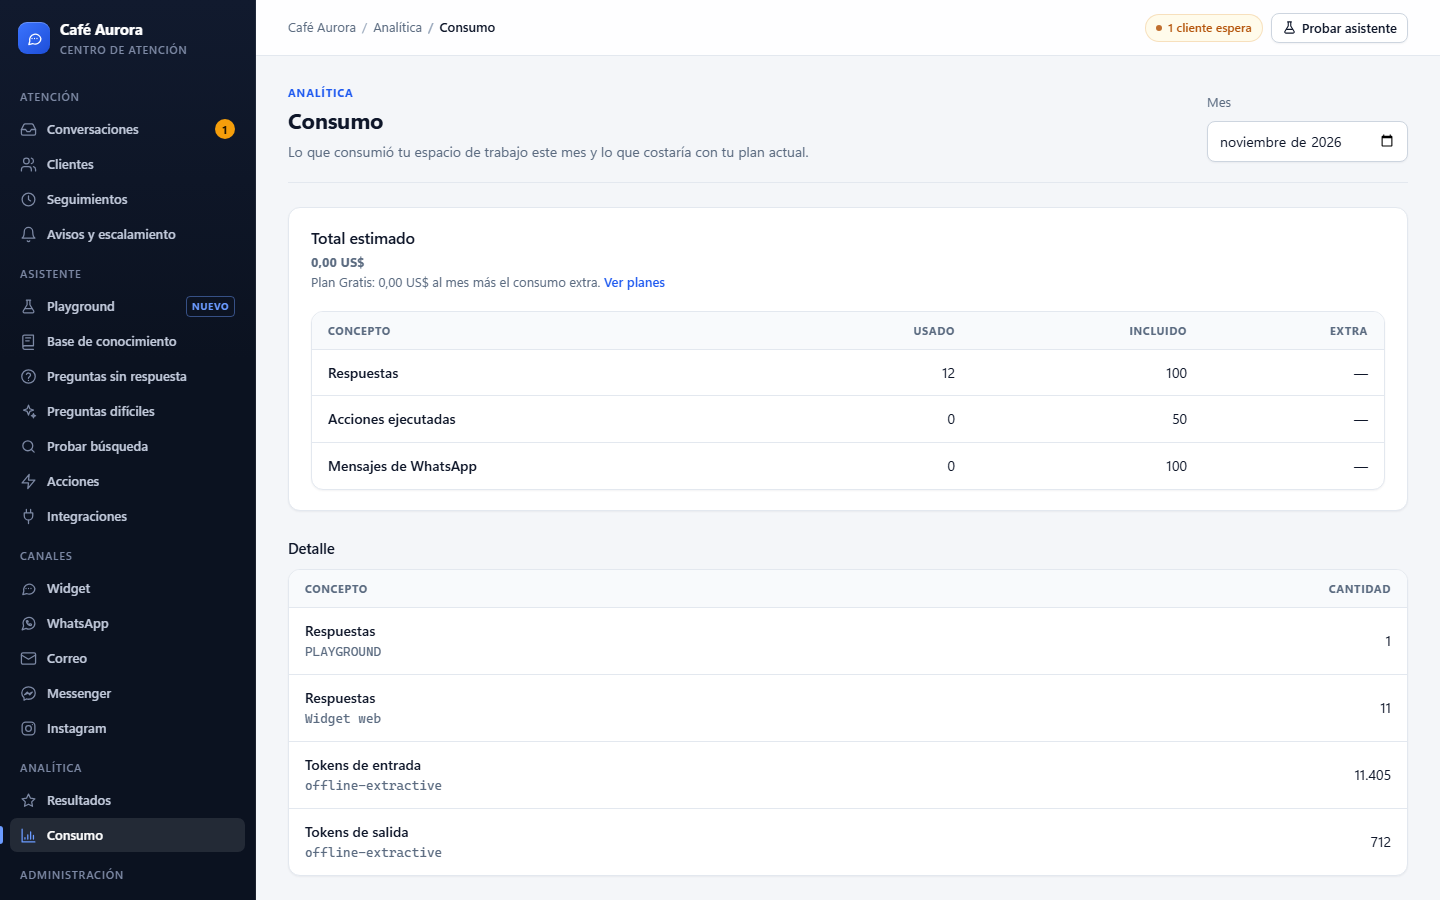 Café Aurora
CENTRO DE ATENCIÓN
ATENCIÓN
Conversaciones 1
Clientes
Seguimientos
Avisos y escalamiento
ASISTENTE
Playground NUEVO
Base de conocimiento
Preguntas sin respuesta
Preguntas difíciles
Probar búsqueda
Acciones
Integraciones
CANALES
Widget
WhatsApp
Correo
Messenger
Instagram
ANALÍTICA
Resultados
Consumo
ADMINISTRACIÓN
Café Aurora / Analítica / Consumo
1 cliente espera
Probar asistente
ANALÍTICA
Consumo
Lo que consumió tu espacio de trabajo este mes y lo que costaría con tu plan actual.
Mes
noviembre de 2026
Total estimado
0,00 US$
Plan Gratis: 0,00 US$ al mes más el consumo extra. Ver planes
CONCEPTO USADO INCLUIDO EXTRA
Respuestas 12 100 —
Acciones ejecutadas 0 50 —
Mensajes de WhatsApp 0 100 —
Detalle
CONCEPTO CANTIDAD
Respuestas
PLAYGROUND 1
Respuestas
Widget web 11
Tokens de entrada
offline-extractive 11.405
Tokens de salida
offline-extractive 712